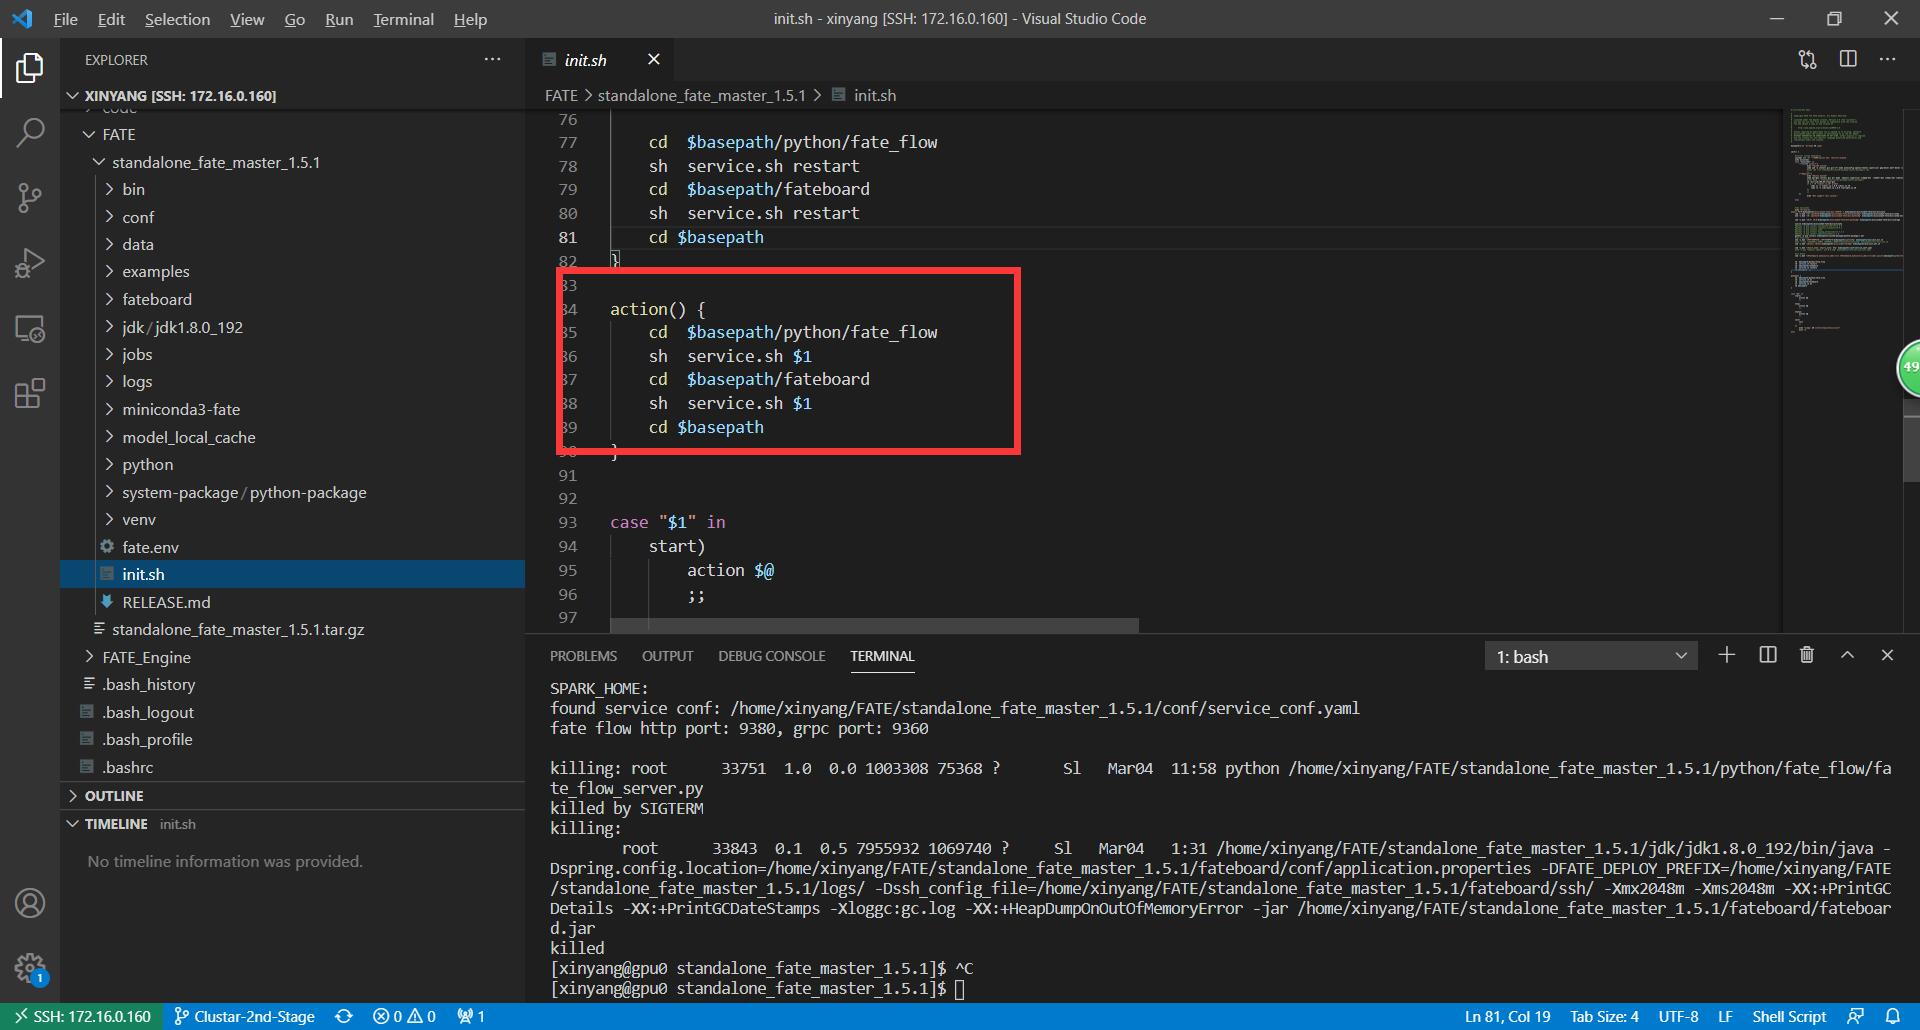 File Edit Selection View Go Run Terminal Help
init.sh - xinyang [SSH: 172.16.0.160] - Visual Studio Code
EXPLORER
XINYANG [SSH: 172.16.0.160]
code
FATE
standalone_fate_master_1.5.1
bin
conf
data
examples
fateboard
jdk/jdk1.8.0_192
jobs
logs
miniconda3-fate
model_local_cache
python
system-package/python-package
venv
fate.env
init.sh
RELEASE.md
standalone_fate_master_1.5.1.tar.gz
FATE_Engine
.bash_history
.bash_logout
.bash_profile
.bashrc
OUTLINE
TIMELINE init.sh
No timeline information was provided.
1
init.sh
FATE > standalone_fate_master_1.5.1 > init.sh
76
77 cd $basepath/python/fate_flow
78 sh service.sh restart
79 cd $basepath/fateboard
80 sh service.sh restart
81 cd $basepath
82 }
83
84 action() {
85 cd $basepath/python/fate_flow
86 sh service.sh $1
87 cd $basepath/fateboard
88 sh service.sh $1
89 cd $basepath
90 }
91
92
93 case "$1" in
94 start)
95 action $@
96 ;;
97
49
PROBLEMS OUTPUT DEBUG CONSOLE TERMINAL
1: bash
SPARK_HOME:
found service conf: /home/xinyang/FATE/standalone_fate_master_1.5.1/conf/service_conf.yaml
fate flow http port: 9380, grpc port: 9360
killing: root 33751 1.0 0.0 1003308 75368 ? Sl Mar04 11:58 python /home/xinyang/FATE/standalone_fate_master_1.5.1/python/fate_flow/fa
te_flow_server.py
killed by SIGTERM
killing:
root 33843 0.1 0.5 7955932 1069740 ? Sl Mar04 1:31 /home/xinyang/FATE/standalone_fate_master_1.5.1/jdk/jdk1.8.0_192/bin/java -
Dspring.config.location=/home/xinyang/FATE/standalone_fate_master_1.5.1/fateboard/conf/application.properties -DFATE_DEPLOY_PREFIX=/home/xinyang/FATE
/standalone_fate_master_1.5.1/logs/ -Dssh_config_file=/home/xinyang/FATE/standalone_fate_master_1.5.1/fateboard/ssh/ -Xmx2048m -Xms2048m -XX:+PrintGC
Details -XX:+PrintGCDateStamps -Xloggc:gc.log -XX:+HeapDumpOnOutOfMemoryError -jar /home/xinyang/FATE/standalone_fate_master_1.5.1/fateboard/fateboar
d.jar
killed
[xinyang@gpu0 standalone_fate_master_1.5.1]$ ^C
[xinyang@gpu0 standalone_fate_master_1.5.1]$
SSH: 172.16.0.160 Clustar-2nd-Stage 0 0 1 Ln 81, Col 19 Tab Size: 4 UTF-8 LF Shell Script